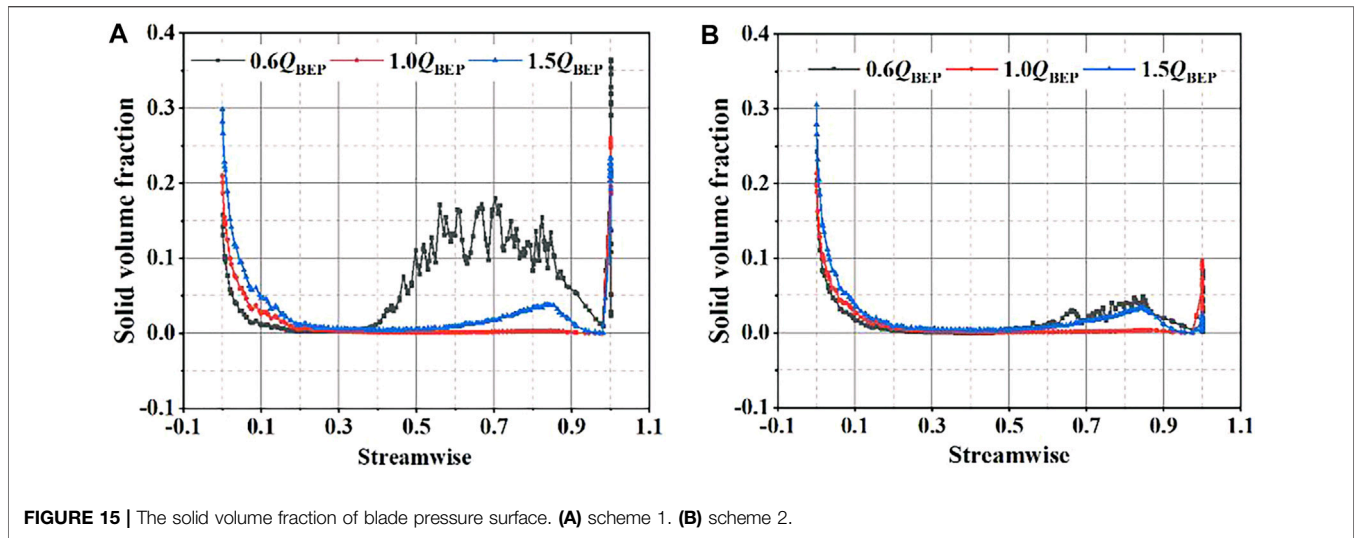 A
0.4
0.6QBEP 1.0QBEP 1.5QBEP
0.3
0.2
0.1
0.0
-0.1
Solid volume fraction
-0.1 0.1 0.3 0.5 0.7 0.9 1.1
Streamwise
B
0.4
0.6QBEP 1.0QBEP 1.5QBEP
0.3
0.2
0.1
0.0
-0.1
Solid volume fraction
-0.1 0.1 0.3 0.5 0.7 0.9 1.1
Streamwise
FIGURE 15 | The solid volume fraction of blade pressure surface. (A) scheme 1. (B) scheme 2.